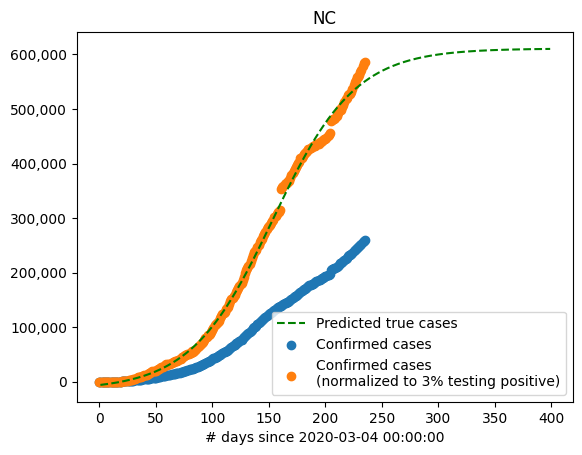 NC
600,000
500,000
400,000
300,000
200,000
100,000
0
Predicted true cases
Confirmed cases
Confirmed cases
(normalized to 3% testing positive)
0 50 100 150 200 250 300 350 400
# days since 2020-03-04 00:00:00